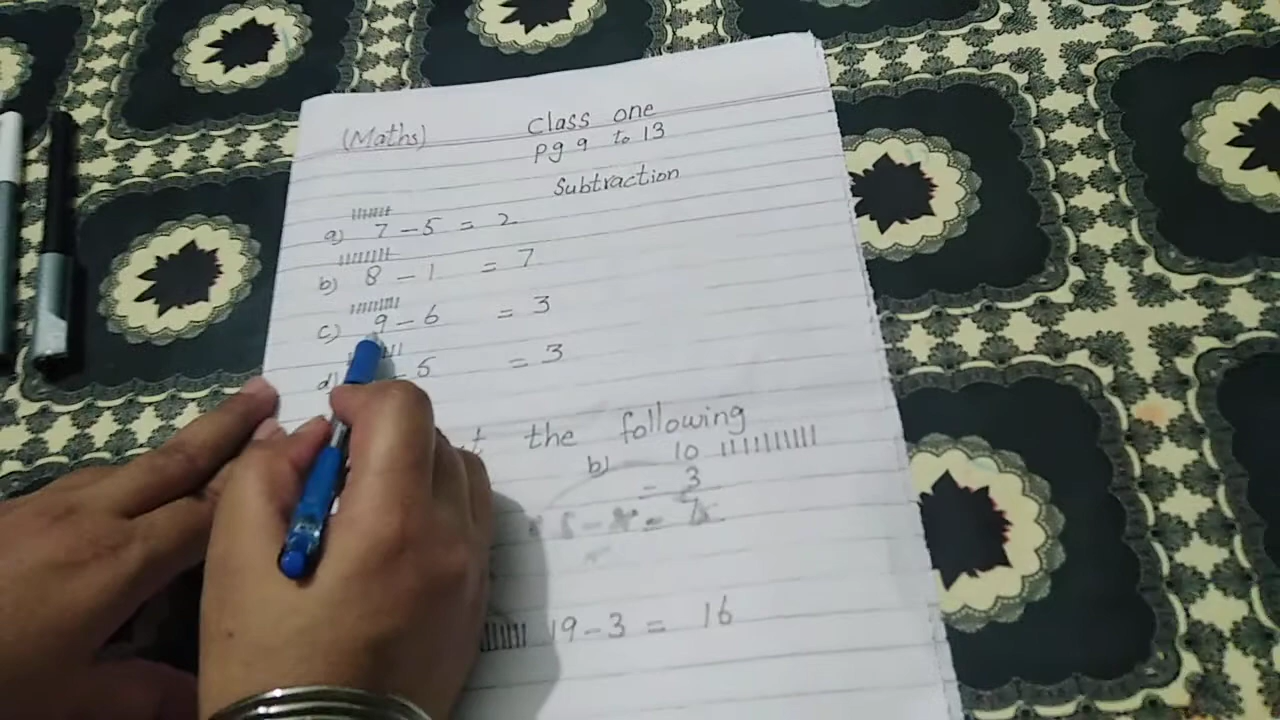 (Maths) Class one
pg 9 to 13
Subtraction
a) 7 - 5 = 2
b) 8 - 1 = 7
c) 9 - 6 = 3
d) - 5 = 3
the following
b) 10
- 3
19 - 3 = 16